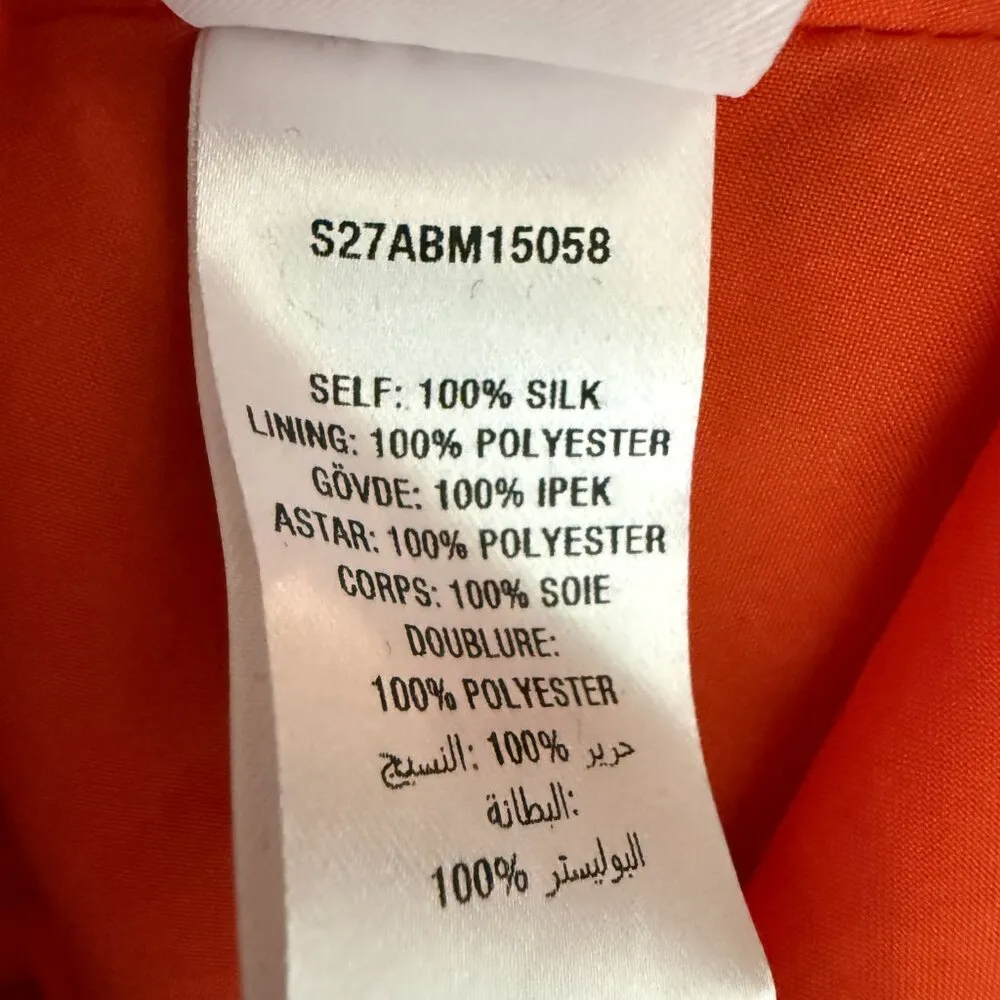 S27ABM15058
SELF: 100% SILK
LINING: 100% POLYESTER
GÖVDE: 100% IPEK
ASTAR: 100% POLYESTER
CORPS: 100% SOIE
DOUBLURE:
100% POLYESTER
النسيج: 100% حرير
البطانة:
100% البوليستر